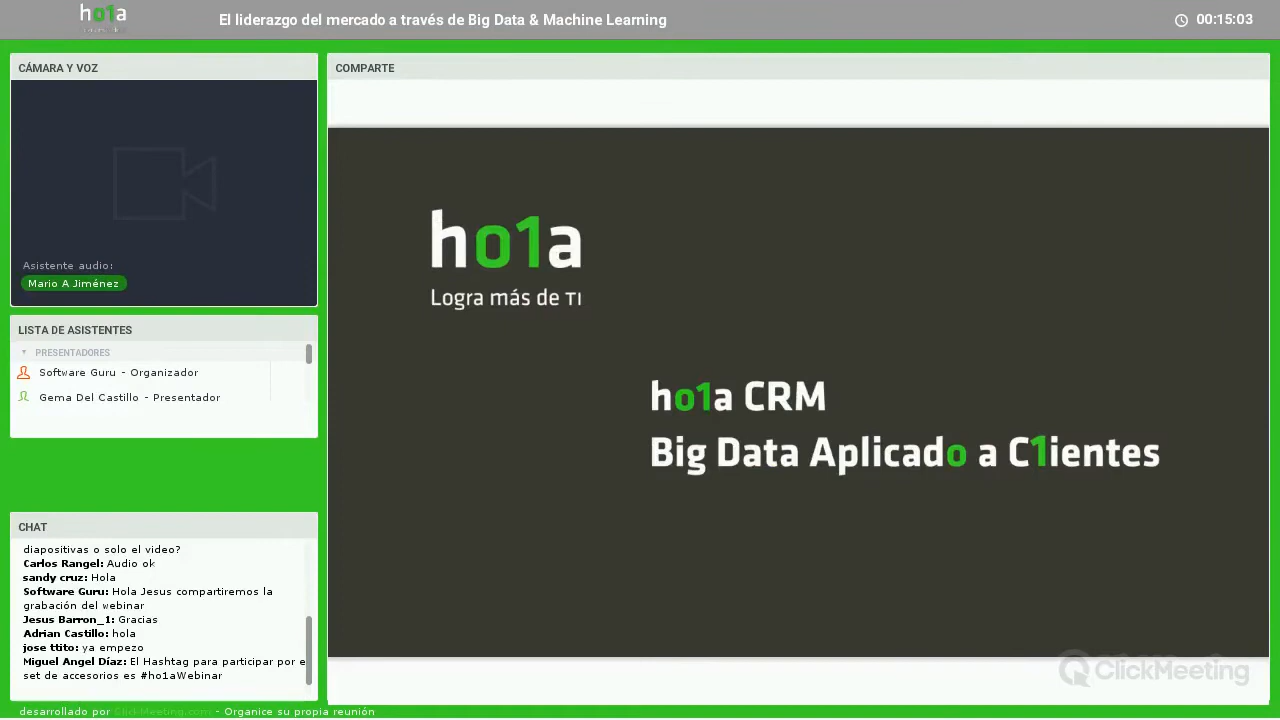 ho1a
El liderazgo del mercado a través de Big Data & Machine Learning
00:15:03
CÁMARA Y VOZ
Asistente audio:
Mario A Jiménez
LISTA DE ASISTENTES
PRESENTADORES
Software Guru - Organizador
Gema Del Castillo - Presentador
CHAT
diapositivas o solo el video?
Carlos Rangel: Audio ok
sandy cruz: Hola
Software Guru: Hola Jesus compartiremos la
grabación del webinar
Jesus Barron_1: Gracias
Adrian Castillo: hola
jose ttito: ya empezo
Miguel Angel Díaz: El Hashtag para participar por e
set de accesorios es #ho1aWebinar
desarrollado por ClickMeeting.com - Organice su propia reunión
COMPARTE
ho1a
Logra más de TI
ho1a CRM
Big Data Aplicado a C1ientes
ClickMeeting